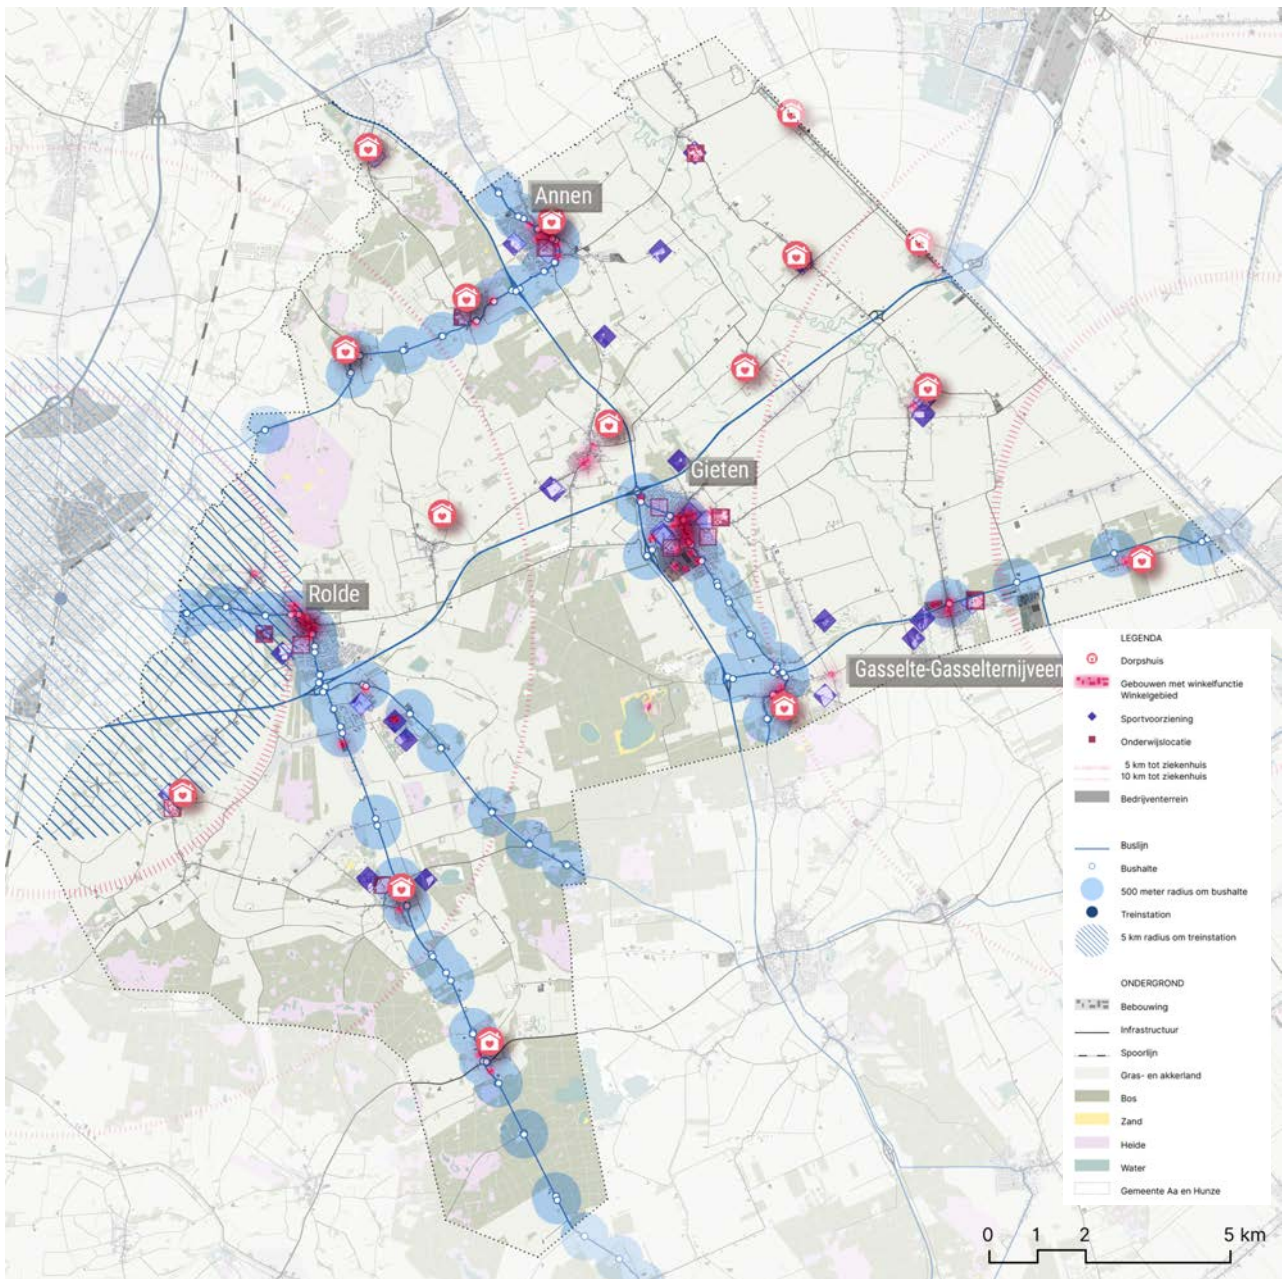 Annen
Gieten
Rolde
Gasselte-Gasselternijveen
LEGENDA
Dorpshuis
Gebouwen met winkelfunctie
Winkelgebied
Sportvoorziening
Onderwijslocatie
5 km tot ziekenhuis
10 km tot ziekenhuis
Bedrijventerrein
Buslijn
Bushalte
500 meter radius om bushalte
Treinstation
5 km radius om treinstation
ONDERGROND
Bebouwing
Infrastructuur
Spoorlijn
Gras- en akkerland
Bos
Zand
Heide
Water
Gemeente Aa en Hunze
0 1 2 5 km